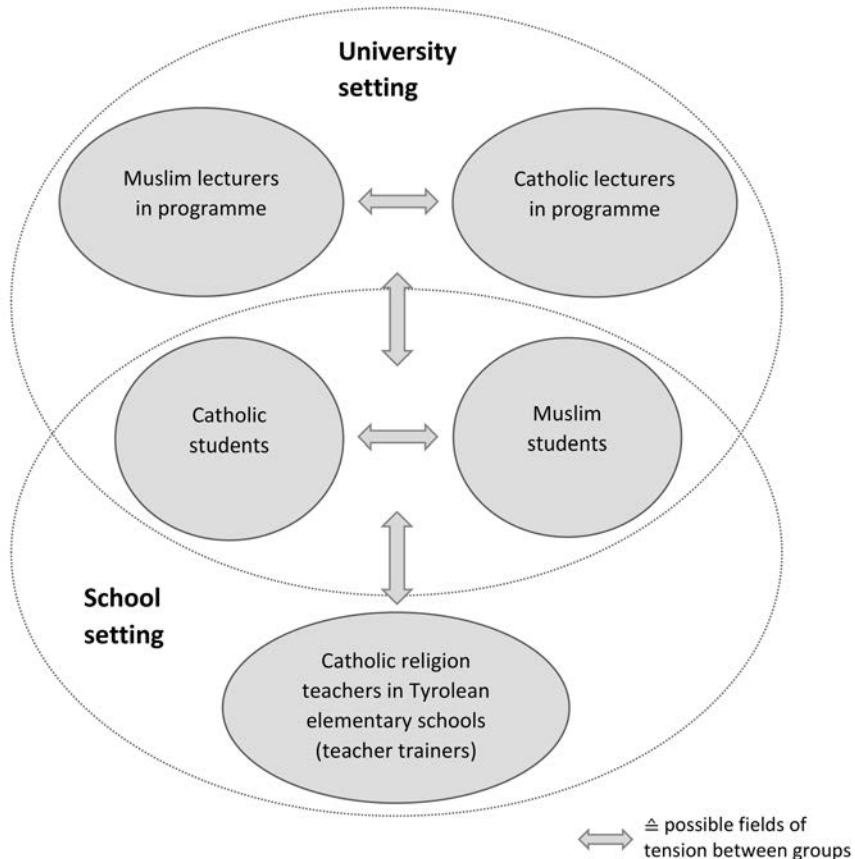 University
setting
Muslim lecturers
in programme
Catholic lecturers
in programme
Catholic
students
Muslim
students
School
setting
Catholic religion
teachers in Tyrolean
elementary schools
(teacher trainers)
≙ possible fields of
tension between groups